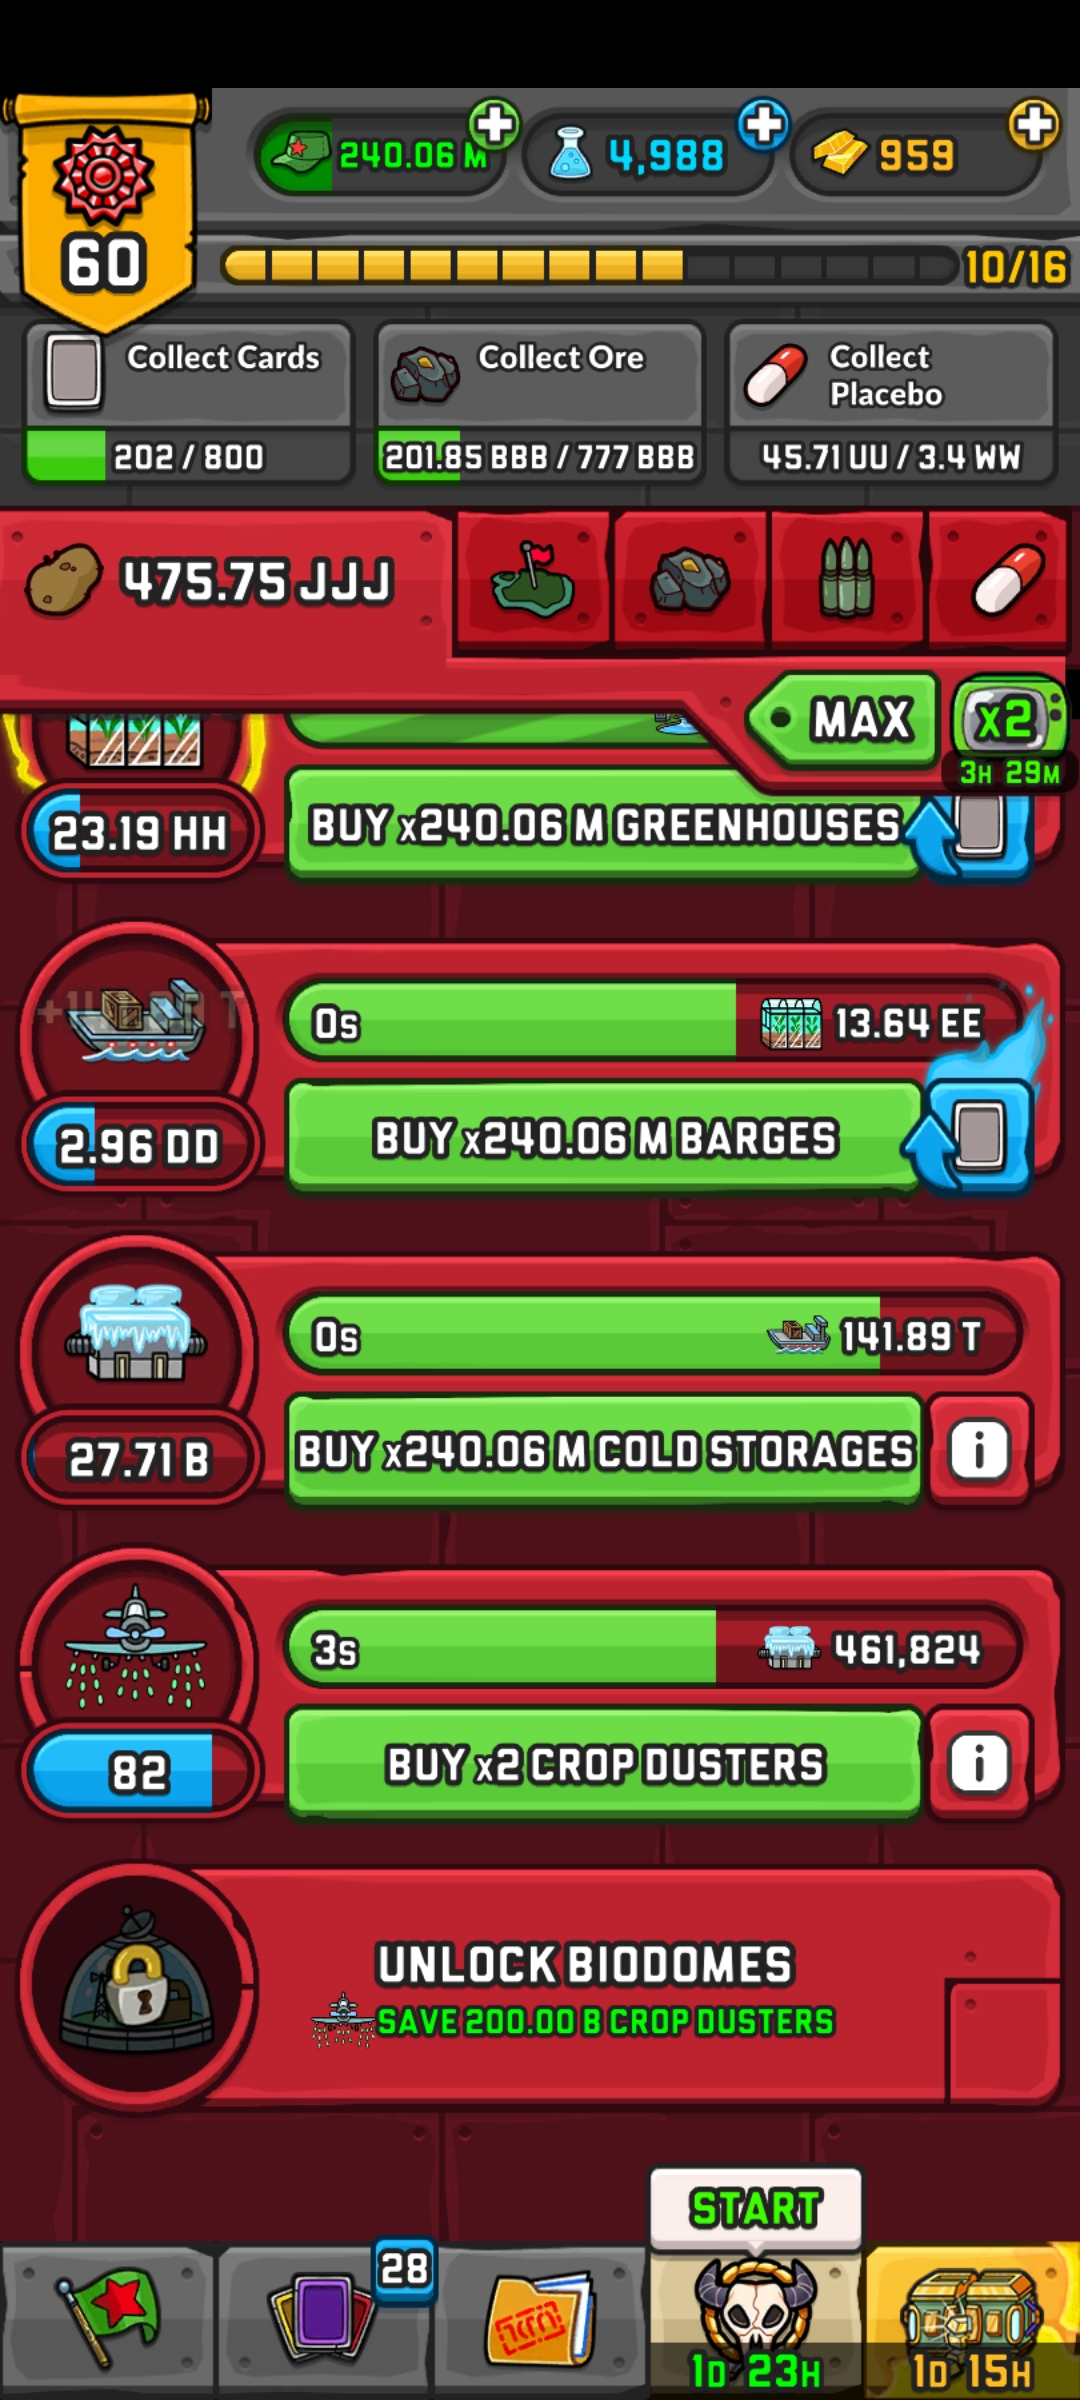 240.06 M
4,988
959
60
10/16
Collect Cards
202 / 800
Collect Ore
201.85 BBB / 777 BBB
Collect
Placebo
45.71 UU / 3.4 WW
475.75 JJJ
MAX
x2
3H 29M
23.19 HH
BUY x240.06 M GREENHOUSES
0s
13.64 EE
2.96 DD
BUY x240.06 M BARGES
0s
141.89 T
27.71 B
BUY x240.06 M COLD STORAGES
i
3s
461,824
82
BUY x2 CROP DUSTERS
i
UNLOCK BIODOMES
SAVE 200.00 B CROP DUSTERS
START
28
1D 23H
1D 15H